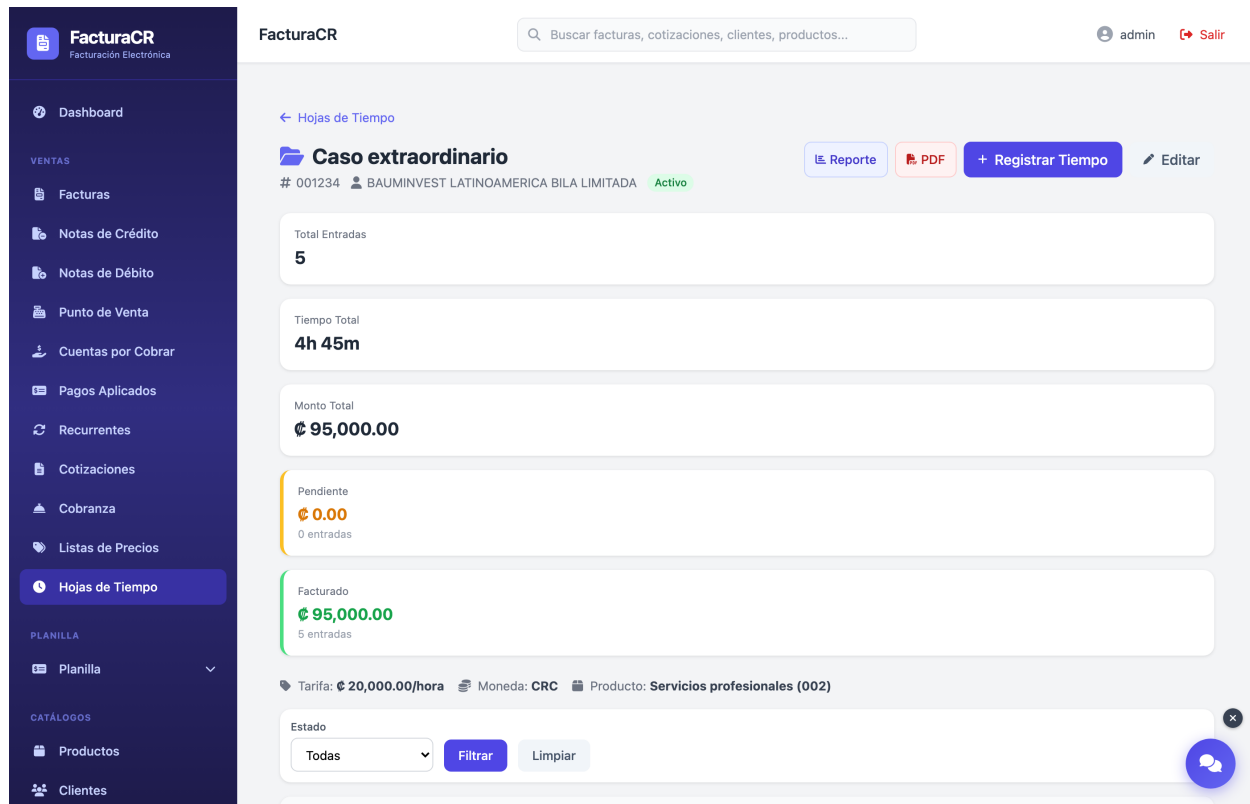 FacturaCR
Facturación Electrónica
Dashboard
VENTAS
Facturas
Notas de Crédito
Notas de Débito
Punto de Venta
Cuentas por Cobrar
Pagos Aplicados
Recurrentes
Cotizaciones
Cobranza
Listas de Precios
Hojas de Tiempo
PLANILLA
Planilla
CATÁLOGOS
Productos
Clientes
FacturaCR
Buscar facturas, cotizaciones, clientes, productos...
admin
Salir
← Hojas de Tiempo
Caso extraordinario
Reporte
PDF
+ Registrar Tiempo
Editar
# 001234 BAUMINVEST LATINOAMERICA BILA LIMITADA Activo
Total Entradas
5
Tiempo Total
4h 45m
Monto Total
₡ 95,000.00
Pendiente
₡ 0.00
0 entradas
Facturado
₡ 95,000.00
5 entradas
Tarifa: ₡ 20,000.00/hora Moneda: CRC Producto: Servicios profesionales (002)
Estado
Todas
Filtrar
Limpiar